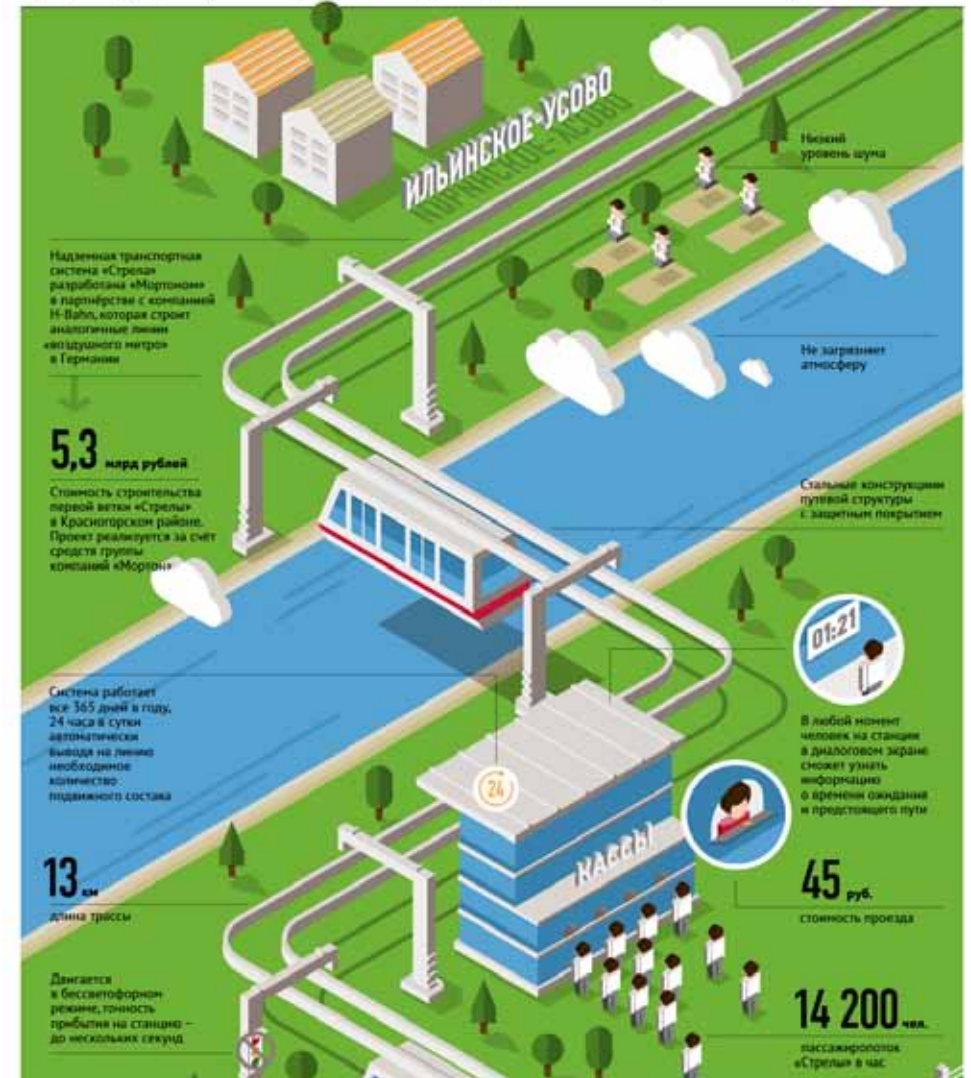 ИЛЬИНСКОЕ-УСОВО
Низкий
уровень шума
Надземная транспортная
система «Стрела»
разработана «Мортоном»
в партнёрстве с компанией
H-Bahn, которая строит
аналогичные линии
«воздушного метро»
в Германии
Не загрязняет
атмосферу
5,3 млрд рублей
Стоимость строительства
первой ветки «Стрелы»
в Красногорском районе.
Проект реализуется за счёт
средств группы
компаний «Мортон»
Стальные конструкции
путевой структуры
с защитным покрытием
01:21
Система работает
все 365 дней в году,
24 часа в сутки
автоматически
выводя на линию
необходимое
количество
подвижного состака
В любой момент
человек на станции
в диалоговом экране
сможет узнать
информацию
о времени ожидания
и предстоящего пути
24
КАССЫ
13 км
длина трассы
45 руб.
стоимость проезда
Двигается
в бессветофорном
режиме, точность
прибытия на станцию –
до нескольких секунд
14 200 чел.
пассажиропоток
«Стрелы» в час